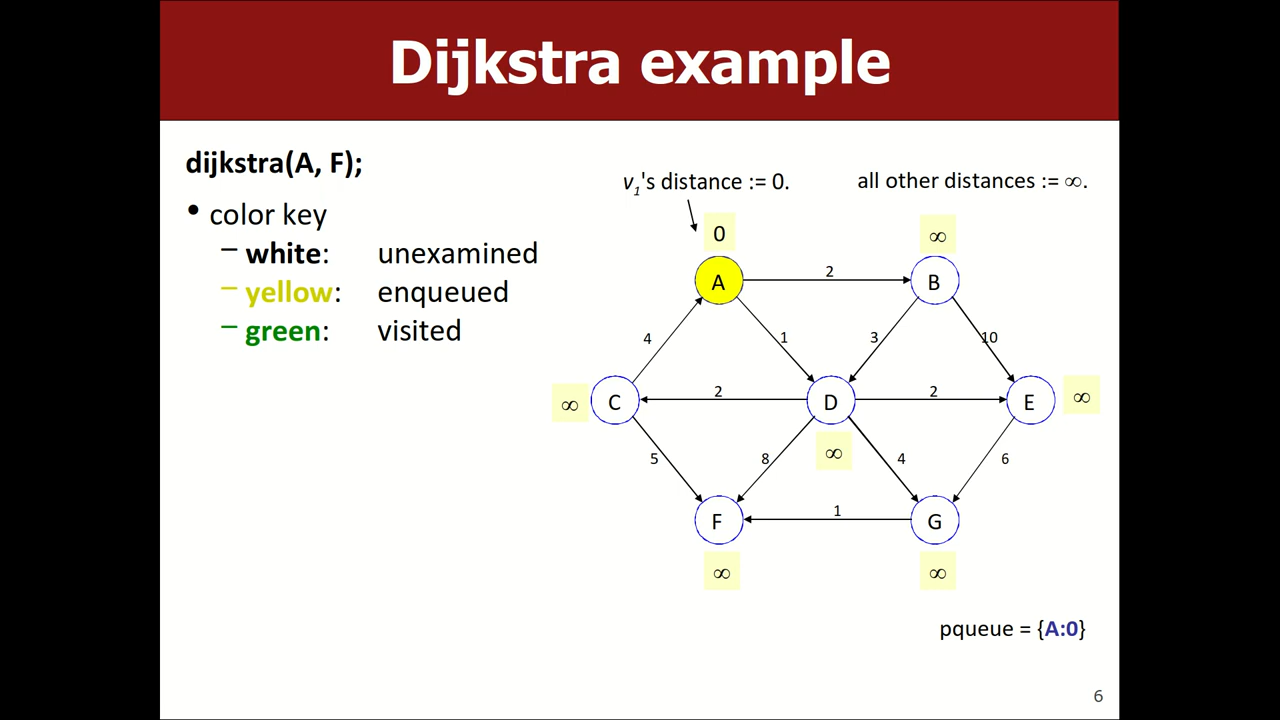 Dijkstra example
dijkstra(A, F);
• color key
– white: unexamined
– yellow: enqueued
– green: visited
v1's distance := 0.
all other distances := ∞.
0
∞
A
2
B
4
1
3
10
∞
C
2
D
2
E
∞
∞
5
8
4
6
F
1
G
∞
∞
pqueue = {A:0}
6